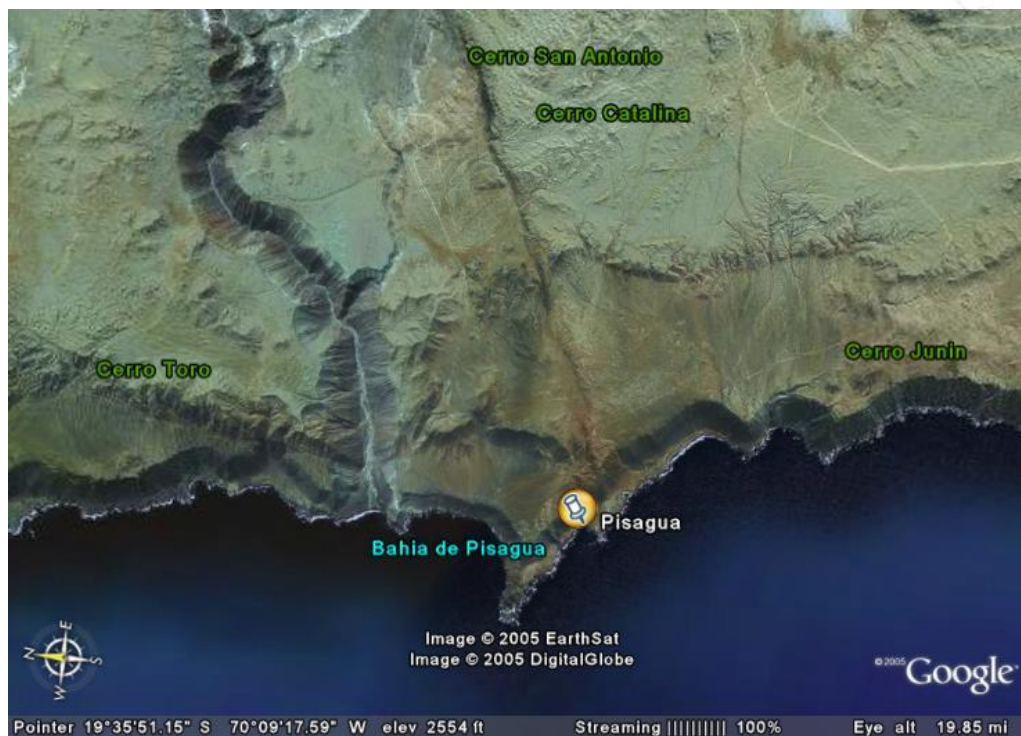 Cerro San Antonio
Cerro Catalina
Cerro Junin
Cerro Toro
Pisagua
Bahia de Pisagua
Image © 2005 EarthSat
Image © 2005 DigitalGlobe
N E S W
© 2005 Google™
Pointer 19°35'51.15" S 70°09'17.59" W elev 2554 ft Streaming |||||||||| 100% Eye alt 19.85 mi